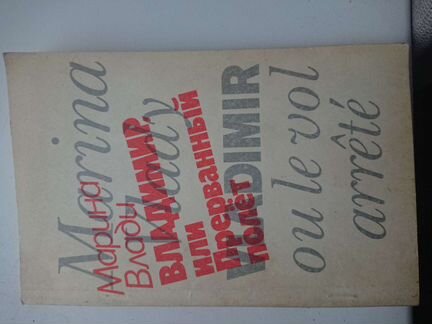 Marina
Vlady
VLADIMIR
ou le vol
arrêté
Марина
Влади
ВЛАДИМИР,
или
Прерванный
полёт